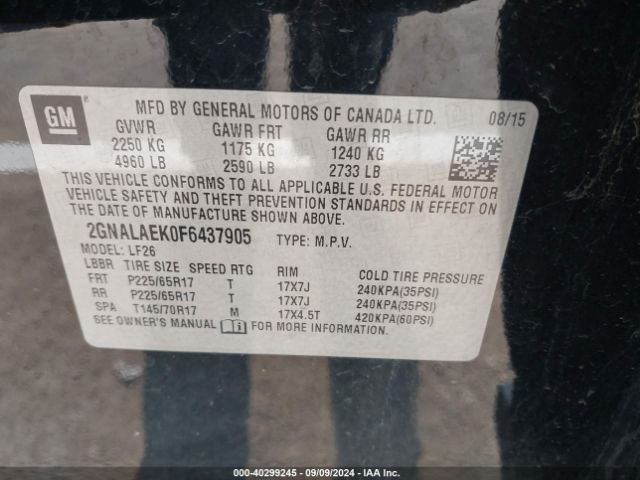 GM
MFD BY GENERAL MOTORS OF CANADA LTD. 08/15
GVWR GAWR FRT GAWR RR
2250 KG 1175 KG 1240 KG
4960 LB 2590 LB 2733 LB
THIS VEHICLE CONFORMS TO ALL APPLICABLE U.S. FEDERAL MOTOR
VEHICLE SAFETY AND THEFT PREVENTION STANDARDS IN EFFECT ON
THE DATE OF MANUFACTURE SHOWN ABOVE.
2GNALAEK0F6437905 TYPE: M.P.V.
MODEL: LF26
LBBR TIRE SIZE SPEED RTG RIM COLD TIRE PRESSURE
FRT P225/65R17 T 17X7J 240KPA(35PSI)
RR P225/65R17 T 17X7J 240KPA(35PSI)
SPA T145/70R17 M 17X4.5T 420KPA(60PSI)
SEE OWNER'S MANUAL FOR MORE INFORMATION.
000-40299245 - 09/09/2024 - IAA Inc.